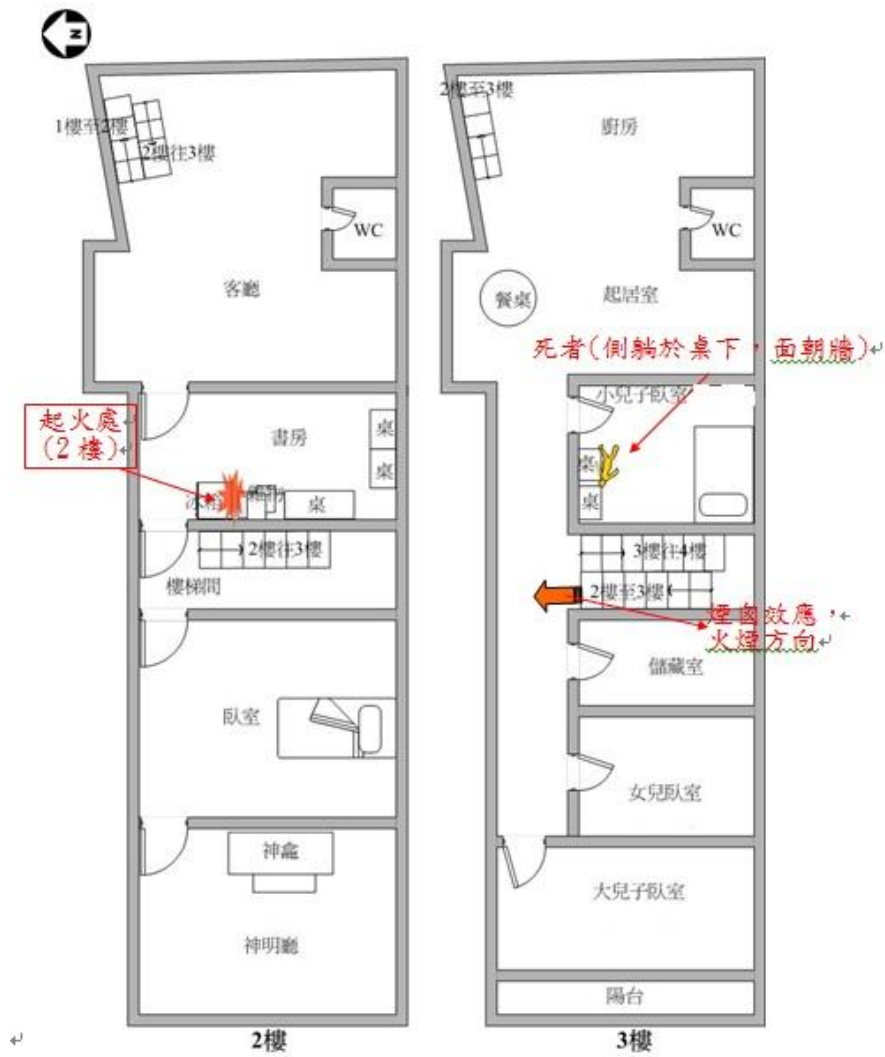 N
1樓至2樓
2樓往3樓
WC
客廳
起火處
(2樓)
書房
桌
桌
冰箱
桌
2樓往3樓
樓梯間
臥室
神龕
神明廳
2樓
2樓至3樓
廚房
WC
餐桌
起居室
死者(側躺於桌下，面朝牆)
小兒子臥室
桌
桌
3樓往4樓
2樓至3樓
煙囪效應，
火煙方向
儲藏室
女兒臥室
大兒子臥室
陽台
3樓